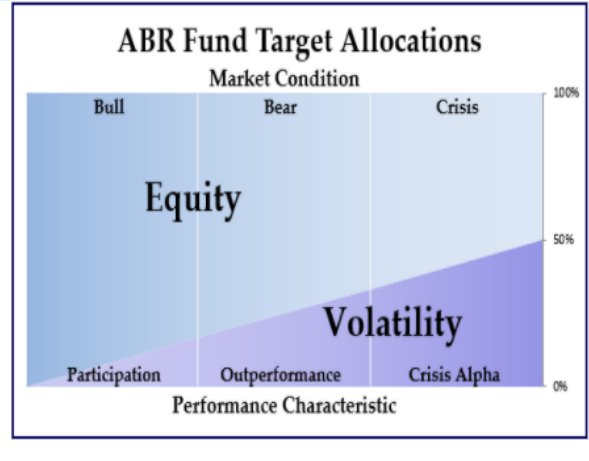 ABR Fund Target Allocations
Market Condition
Bull Bear Crisis
100%
Equity
50%
Volatility
Participation Outperformance Crisis Alpha
0%
Performance Characteristic